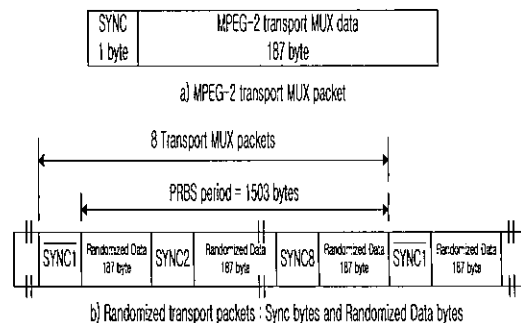 SYNC
1 byte
MPEG-2 transport MUX data
187 byte
a) MPEG-2 transport MUX packet
8 Transport MUX packets
PRBS period = 1503 bytes
SYNC1
Randomized Data
187 byte
SYNC2
Randomized Data
187 byte
SYNC8
Randomized Data
187 byte
SYNC1
Randomized Data
187 byte
b) Randomized transport packets : Sync bytes and Randomized Data bytes